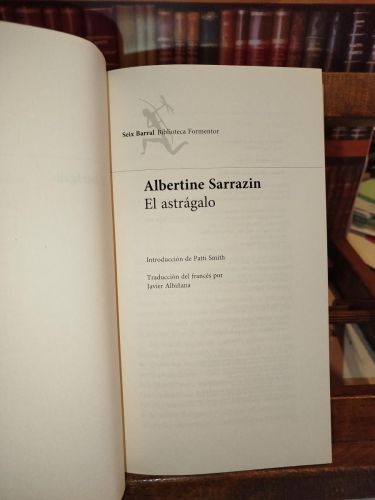 Seix Barral Biblioteca Formentor
Albertine Sarrazin
El astrágalo
Introducción de Patti Smith
Traducción del francés por
Javier Albiñana